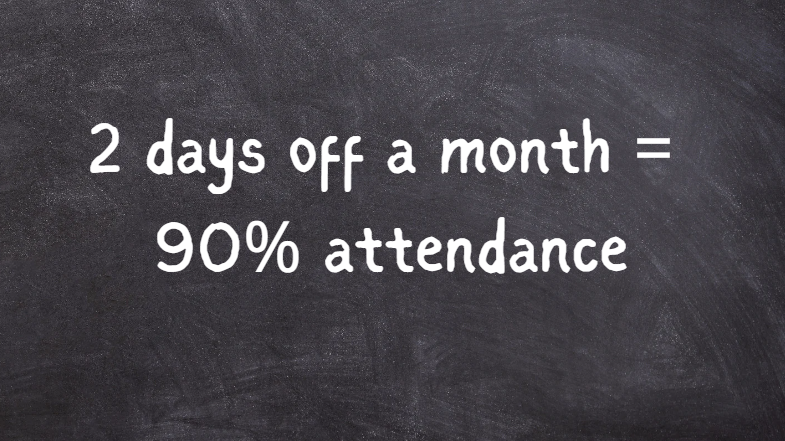 2 days off a month =
90% attendance